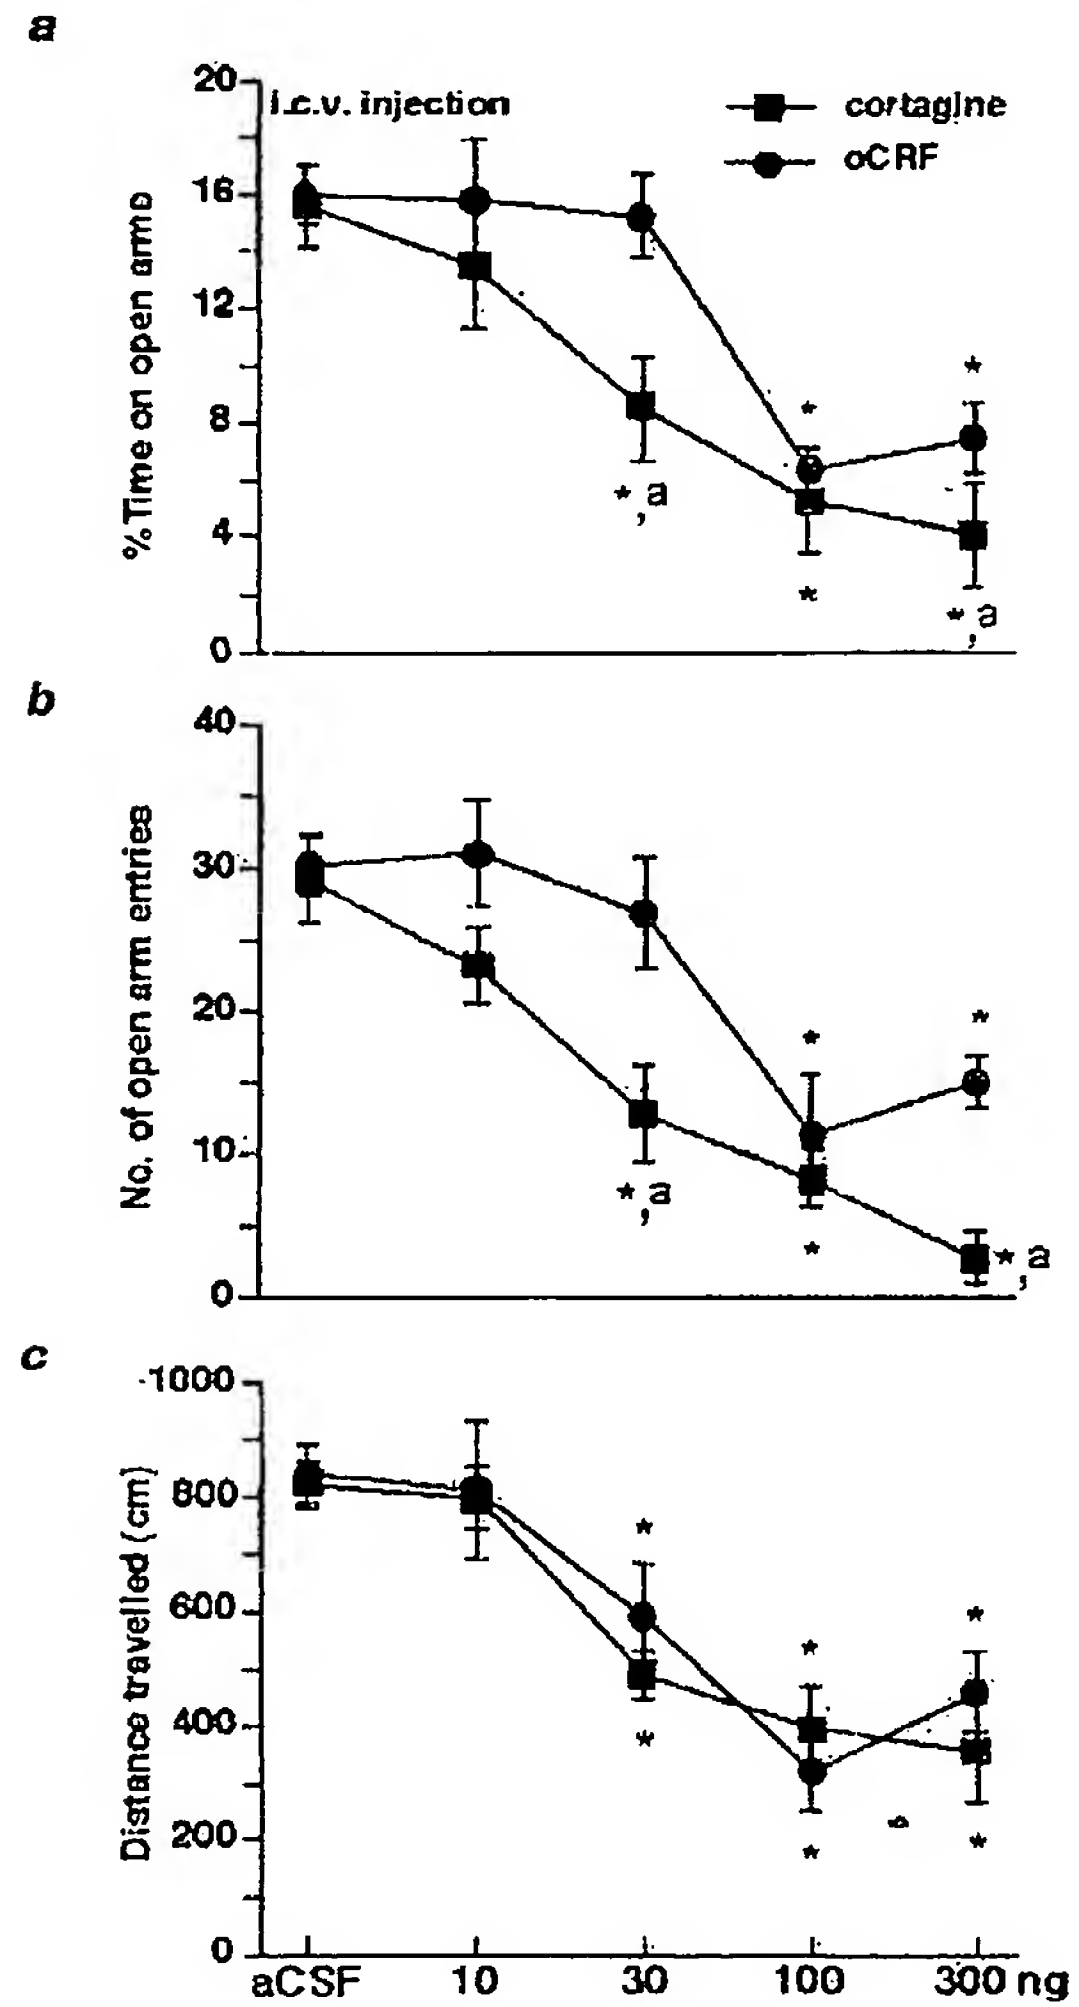 a
i.c.v. injection
cortagine
oCRF
% Time on open arms
20
16
12
8
4
0
*
*
*,a
*
*,a
b
No. of open arm entries
40
30
20
10
0
*
*
*,a
*
*,a
c
Distance travelled (cm)
1000
800
600
400
200
0
*
*
*
*
*
*
aCSF 10 30 100 300 ng